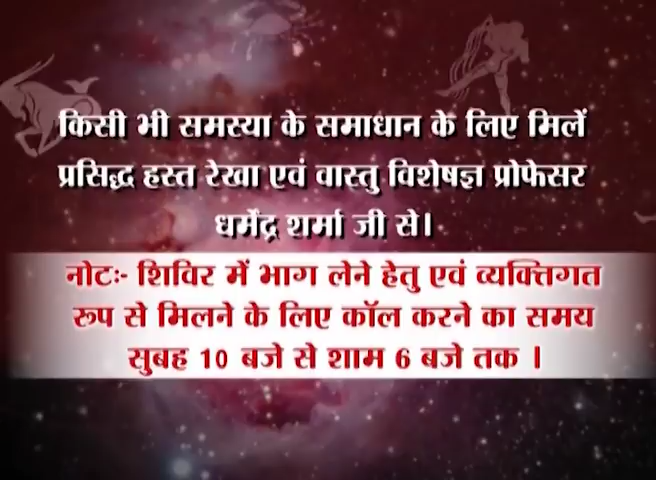 किसी भी समस्या के समाधान के लिए मिलें
प्रसिद्ध हस्त रेखा एवं वास्तु विशेषज्ञ प्रोफेसर
धर्मेंद्र शर्मा जी से।
नोटः- शिविर में भाग लेने हेतु एवं व्यक्तिगत
रुप से मिलने के लिए कॉल करने का समय
सुबह 10 बजे से शाम 6 बजे तक ।